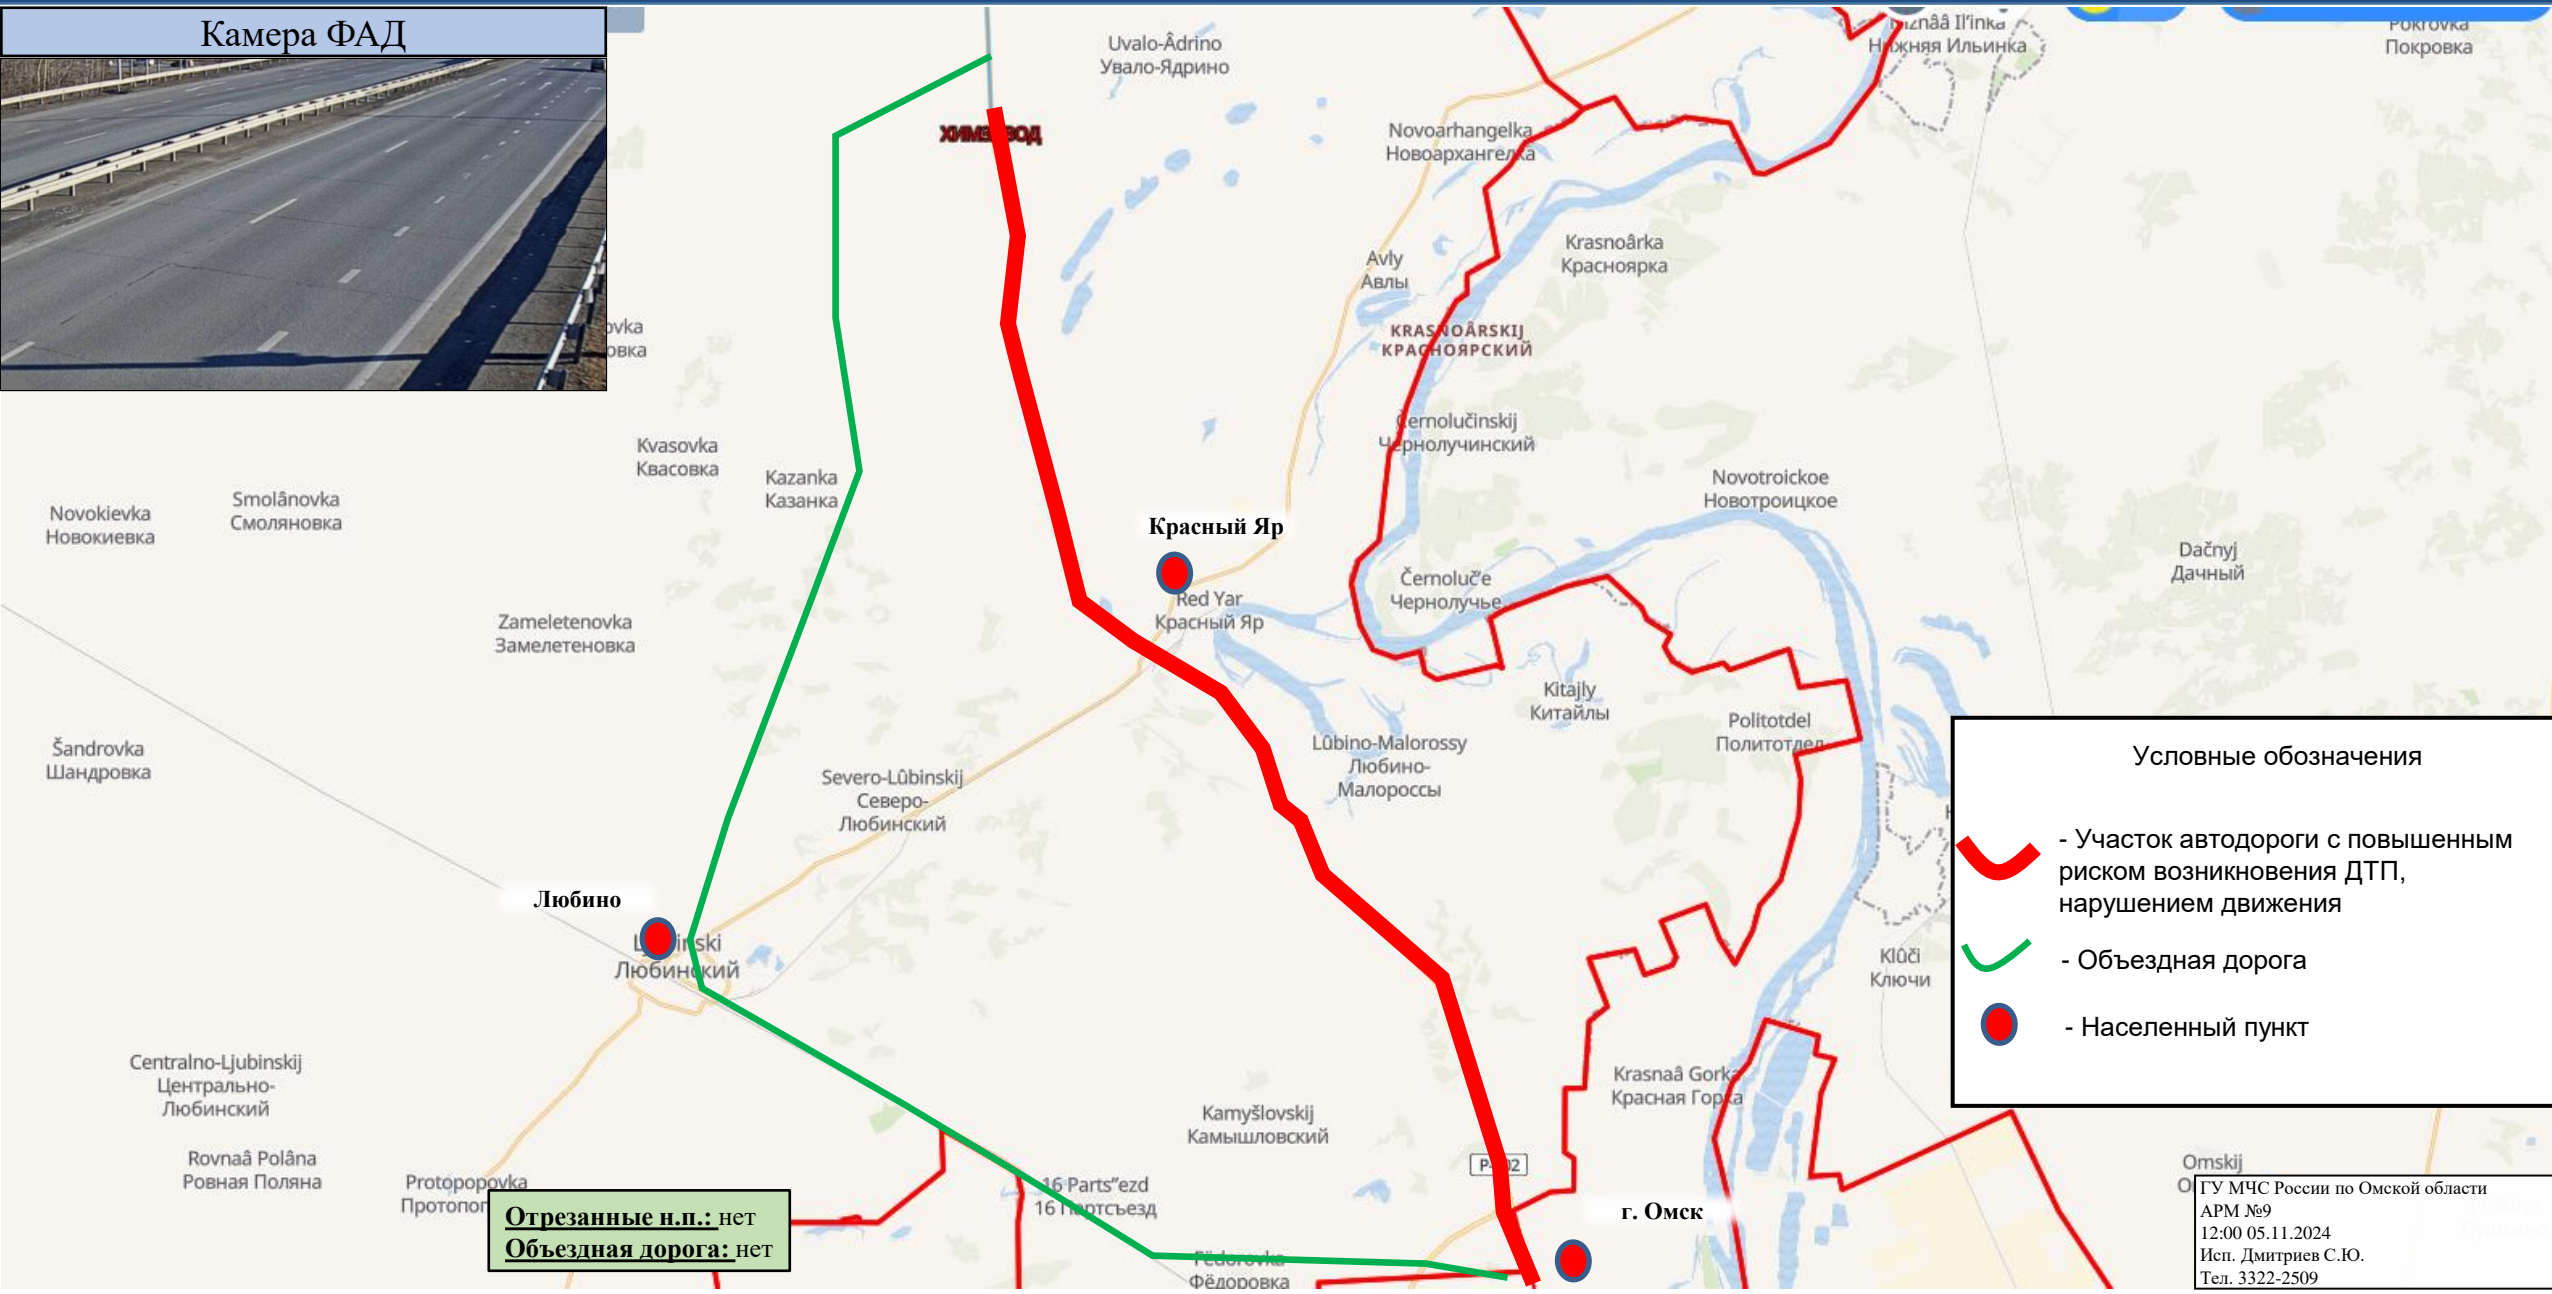 Камера ФАД
Uvalo-Âdrino
Увало-Ядрино
Нижняя Ильинка
Pokrovka
Покровка
Novoarhangelka
Новоархангелка
Krasnoârka
Красноярка
Avly
Авлы
KRASNOÂRSKIJ
КРАСНОЯРСКИЙ
Černolučinskij
Чернолучинский
Kvasovka
Квасовка
Kazanka
Казанка
Smolânovka
Смоляновка
Novokievka
Новокиевка
Novotroickoe
Новотроицкое
Красный Яр
Red Yar
Красный Яр
Dačnyj
Дачный
Černoluč'e
Чернолучье
Zameletenovka
Замелетеновка
Kitajly
Китайлы
Politotdel
Политотдел
Šandrovka
Шандровка
Lûbino-Malorossy
Любино-
Малороссы
Severo-Lûbinskij
Северо-
Любинский
Любино
Любинский
Klûči
Ключи
Условные обозначения
- Участок автодороги с повышенным
риском возникновения ДТП,
нарушением движения
- Объездная дорога
- Населенный пункт
Centralno-Ljubinskij
Центрально-
Любинский
Krasnaâ Gorka
Красная Горка
Kamyšlovskij
Камышловский
Rovnaâ Polâna
Ровная Поляна
Protopopovka
16 Parts"ezd
16 Партсъезд
г. Омск
Fëdorovka
Фёдоровка
Omskij
Отрезанные н.п.: нет
Объездная дорога: нет
ГУ МЧС России по Омской области
АРМ №9
12:00 05.11.2024
Исп. Дмитриев С.Ю.
Тел. 3322-2509